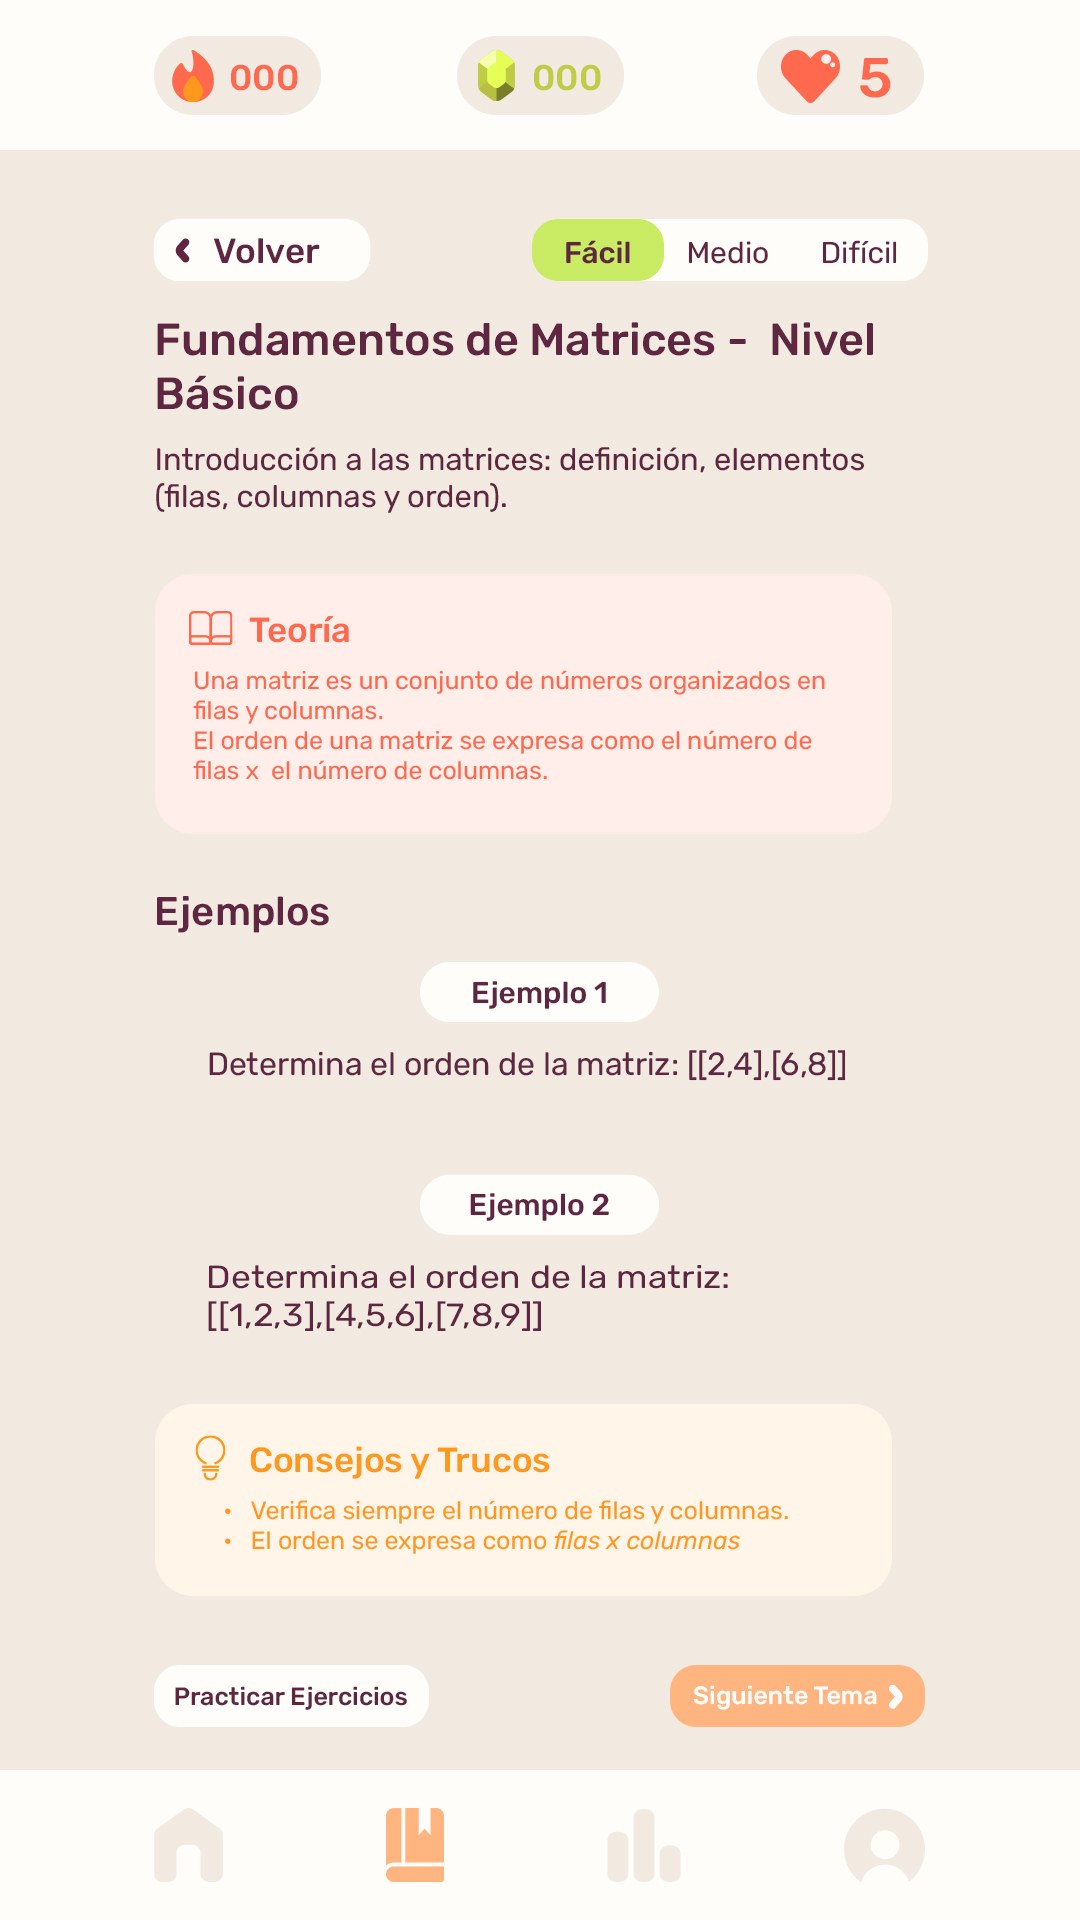 000 000 5
Volver Fácil Medio Difícil
Fundamentos de Matrices -  Nivel
Básico
Introducción a las matrices: definición, elementos
(filas, columnas y orden).
Teoría
Una matriz es un conjunto de números organizados en
filas y columnas.
El orden de una matriz se expresa como el número de
filas x  el número de columnas.
Ejemplos
Ejemplo 1
Determina el orden de la matriz: [[2,4],[6,8]]
Ejemplo 2
Determina el orden de la matriz:
[[1,2,3],[4,5,6],[7,8,9]]
Consejos y Trucos
• Verifica siempre el número de filas y columnas.
• El orden se expresa como filas x columnas
Practicar Ejercicios Siguiente Tema